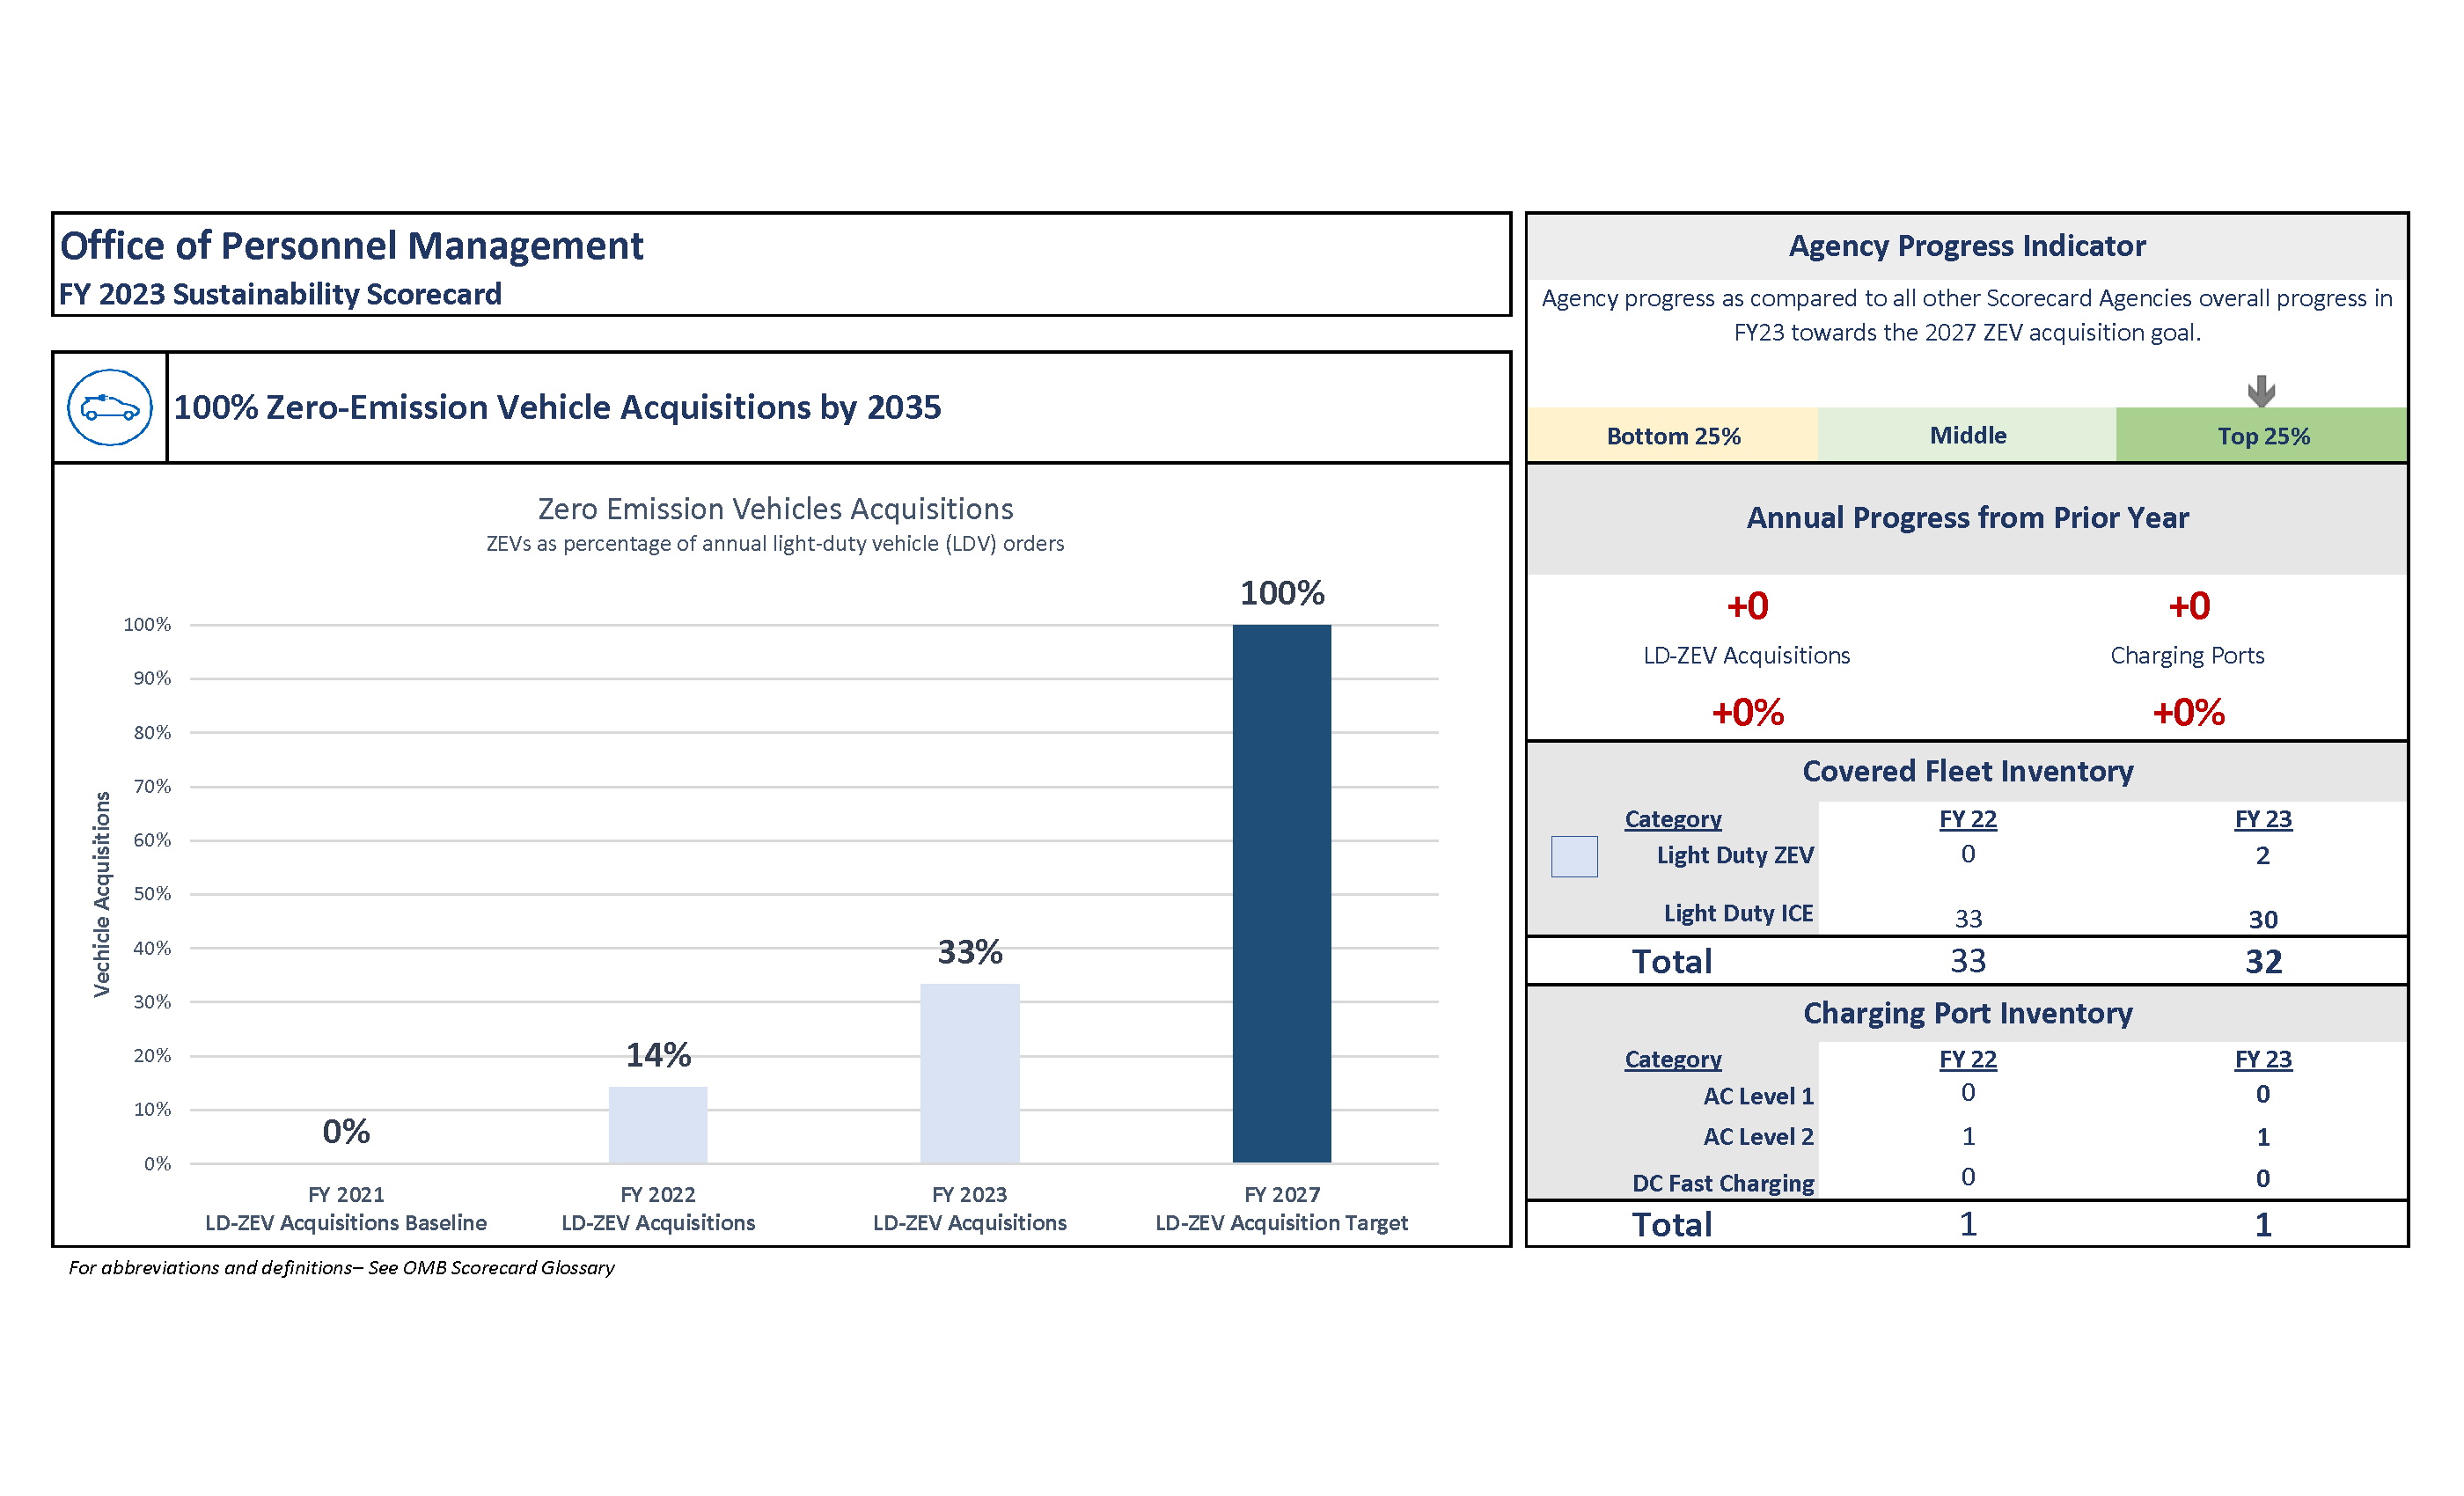 Office of Personnel Management
FY 2023 Sustainability Scorecard
100% Zero-Emission Vehicle Acquisitions by 2035
Zero Emission Vehicles Acquisitions
ZEVs as percentage of annual light-duty vehicle (LDV) orders
Vechicle Acquisitions
100%
90%
80%
70%
60%
50%
40%
30%
20%
10%
0%
0%
14%
33%
100%
FY 2021
LD-ZEV Acquisitions Baseline
FY 2022
LD-ZEV Acquisitions
FY 2023
LD-ZEV Acquisitions
FY 2027
LD-ZEV Acquisition Target
For abbreviations and definitions– See OMB Scorecard Glossary
Agency Progress Indicator
Agency progress as compared to all other Scorecard Agencies overall progress in
FY23 towards the 2027 ZEV acquisition goal.
Bottom 25% Middle Top 25%
Annual Progress from Prior Year
+0 +0
LD-ZEV Acquisitions Charging Ports
+0% +0%
Covered Fleet Inventory
Category FY 22 FY 23
Light Duty ZEV 0 2
Light Duty ICE 33 30
Total 33 32
Charging Port Inventory
Category FY 22 FY 23
AC Level 1 0 0
AC Level 2 1 1
DC Fast Charging 0 0
Total 1 1